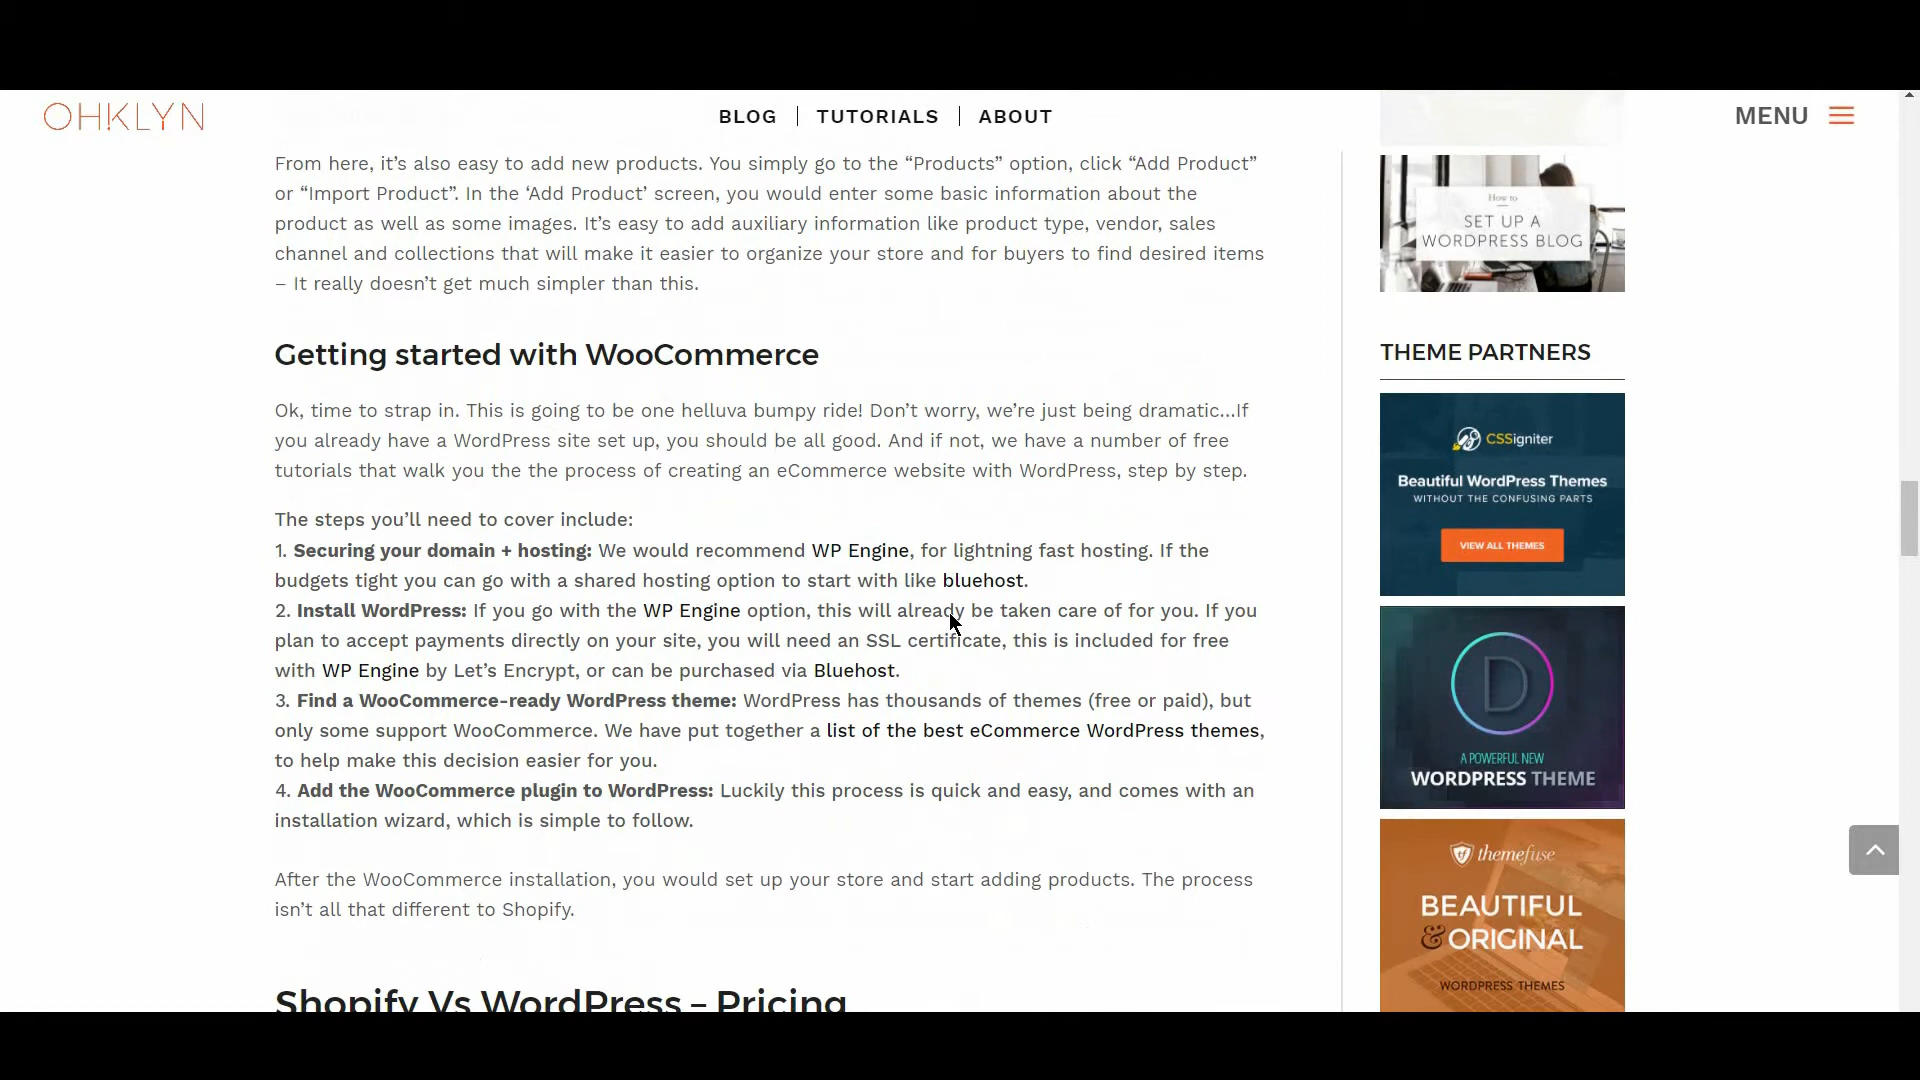 OHKLYN
BLOG
TUTORIALS
ABOUT
MENU
From here, it’s also easy to add new products. You simply go to the “Products” option, click “Add Product”
or “Import Product”. In the ‘Add Product’ screen, you would enter some basic information about the
product as well as some images. It’s easy to add auxiliary information like product type, vendor, sales
channel and collections that will make it easier to organize your store and for buyers to find desired items
– It really doesn’t get much simpler than this.
Getting started with WooCommerce
Ok, time to strap in. This is going to be one helluva bumpy ride! Don’t worry, we’re just being dramatic…If
you already have a WordPress site set up, you should be all good. And if not, we have a number of free
tutorials that walk you the the process of creating an eCommerce website with WordPress, step by step.
The steps you’ll need to cover include:
1. Securing your domain + hosting: We would recommend WP Engine, for lightning fast hosting. If the
budgets tight you can go with a shared hosting option to start with like bluehost.
2. Install WordPress: If you go with the WP Engine option, this will already be taken care of for you. If you
plan to accept payments directly on your site, you will need an SSL certificate, this is included for free
with WP Engine by Let’s Encrypt, or can be purchased via Bluehost.
3. Find a WooCommerce-ready WordPress theme: WordPress has thousands of themes (free or paid), but
only some support WooCommerce. We have put together a list of the best eCommerce WordPress themes,
to help make this decision easier for you.
4. Add the WooCommerce plugin to WordPress: Luckily this process is quick and easy, and comes with an
installation wizard, which is simple to follow.
After the WooCommerce installation, you would set up your store and start adding products. The process
isn’t all that different to Shopify.
Shopify Vs WordPress – Pricing
How to
SET UP A
WORDPRESS BLOG
THEME PARTNERS
CSSigniter
Beautiful WordPress Themes
WITHOUT THE CONFUSING PARTS
VIEW ALL THEMES
D
A POWERFUL NEW
WORDPRESS THEME
themefuse
BEAUTIFUL
& ORIGINAL
WORDPRESS THEMES